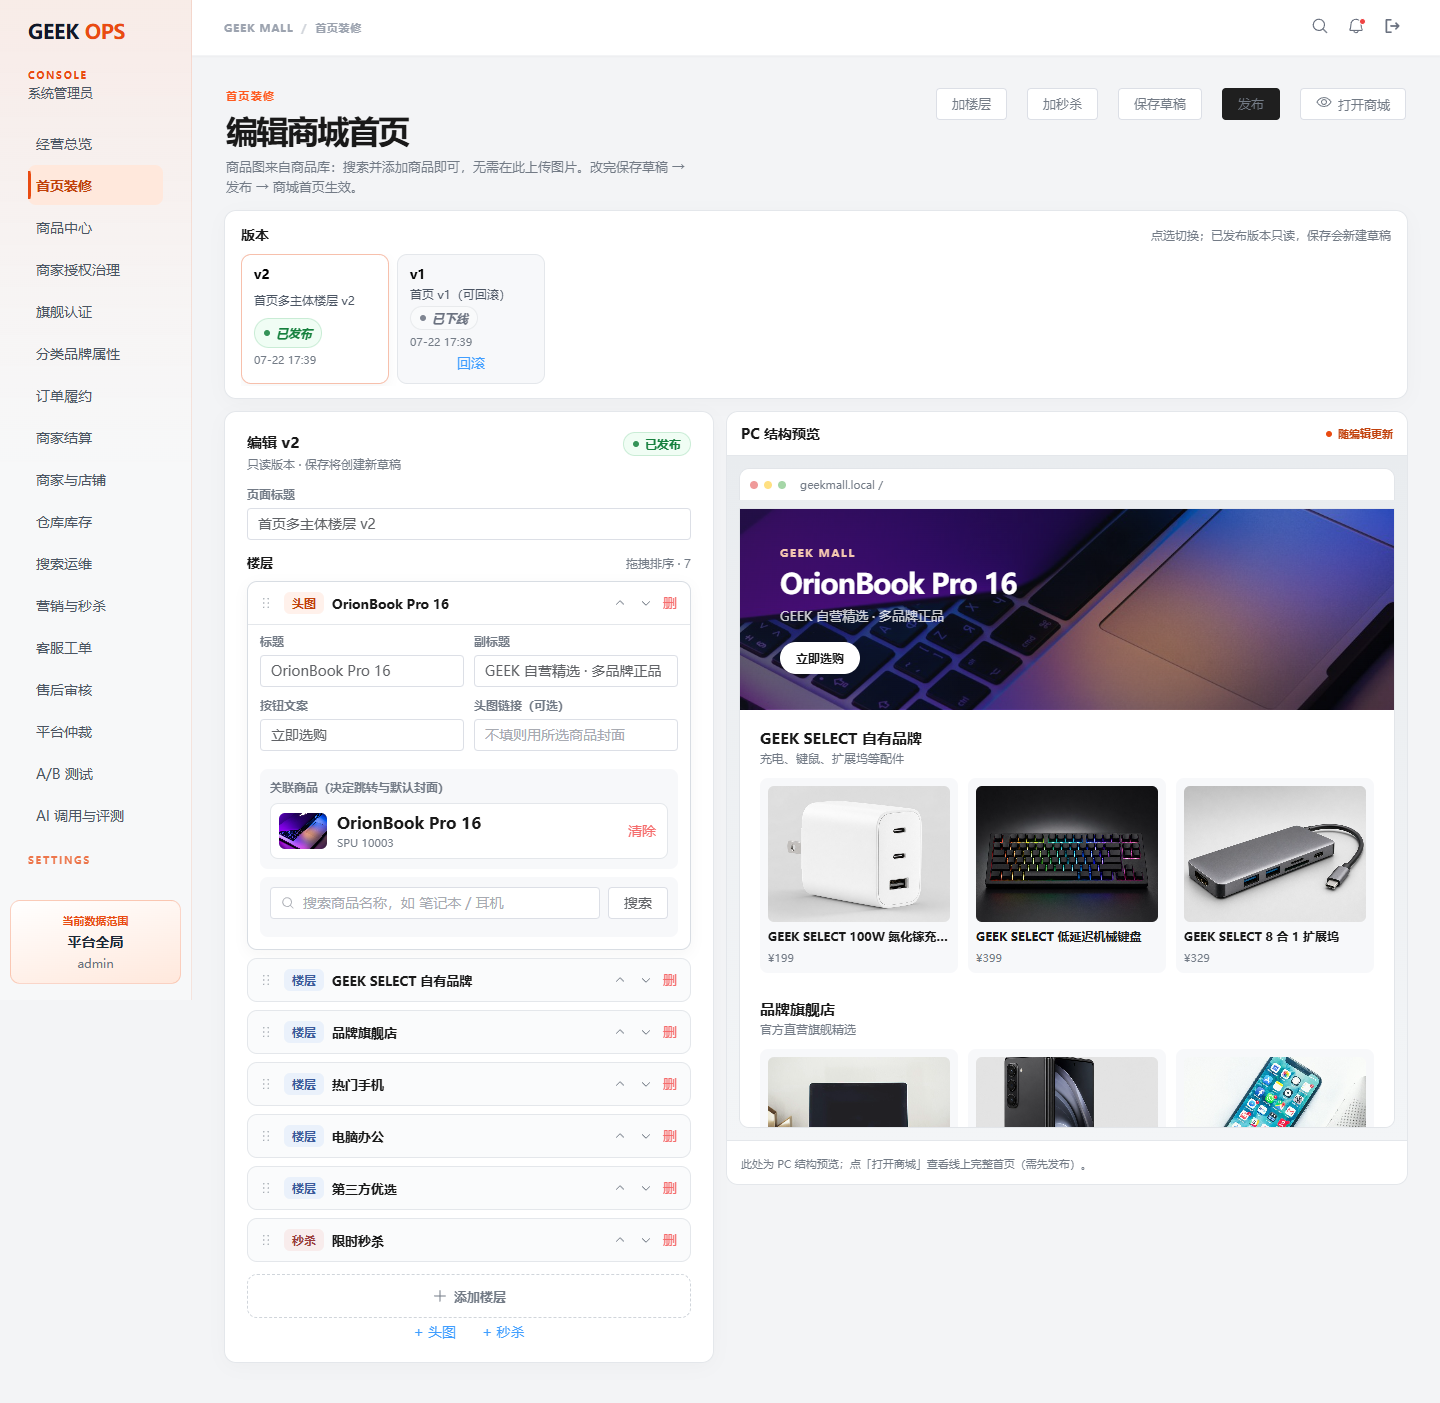 GEEK OPS
CONSOLE
系统管理员
经营总览
首页装修
商品中心
商家授权治理
旗舰认证
分类品牌属性
订单履约
商家结算
商家与店铺
仓库库存
搜索运维
营销与秒杀
客服工单
售后审核
平台仲裁
A/B 测试
AI 调用与评测
SETTINGS
当前数据范围
平台全局
admin
GEEK MALL / 首页装修
首页装修
编辑商城首页
商品图来自商品库：搜索并添加商品即可，无需在此上传图片。改完保存草稿 →
发布 → 商城首页生效。
加楼层
加秒杀
保存草稿
发布
打开商城
版本
点选切换；已发布版本只读，保存会新建草稿
v2
首页多主体楼层 v2
已发布
07-22 17:39
v1
首页 v1（可回滚）
已下线
07-22 17:39
回滚
编辑 v2
已发布
只读版本 · 保存将创建新草稿
页面标题
首页多主体楼层 v2
楼层
拖拽排序 · 7
头图 OrionBook Pro 16 删
标题
副标题
OrionBook Pro 16
GEEK 自营精选 · 多品牌正品
按钮文案
头图链接（可选）
立即选购
不填则用所选商品封面
关联商品（决定跳转与默认封面）
OrionBook Pro 16
SPU 10003
清除
搜索商品名称，如 笔记本 / 耳机
搜索
楼层 GEEK SELECT 自有品牌 删
楼层 品牌旗舰店 删
楼层 热门手机 删
楼层 电脑办公 删
楼层 第三方优选 删
秒杀 限时秒杀 删
+ 添加楼层
+ 头图 + 秒杀
PC 结构预览
随编辑更新
geekmall.local /
GEEK MALL
OrionBook Pro 16
GEEK 自营精选 · 多品牌正品
立即选购
GEEK SELECT 自有品牌
充电、键鼠、扩展坞等配件
GEEK SELECT 100W 氮化镓充...
¥199
GEEK SELECT 低延迟机械键盘
¥399
GEEK SELECT 8 合 1 扩展坞
¥329
品牌旗舰店
官方直营旗舰精选
此处为 PC 结构预览；点「打开商城」查看线上完整首页（需先发布）。